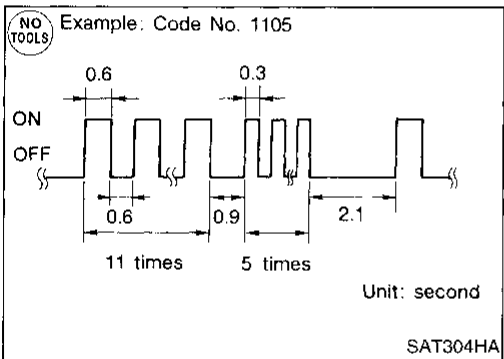 NO TOOLS
Example: Code No. 1105
0.6
0.3
ON
OFF
0.6
0.9
2.1
11 times
5 times
Unit: second
SAT304HA